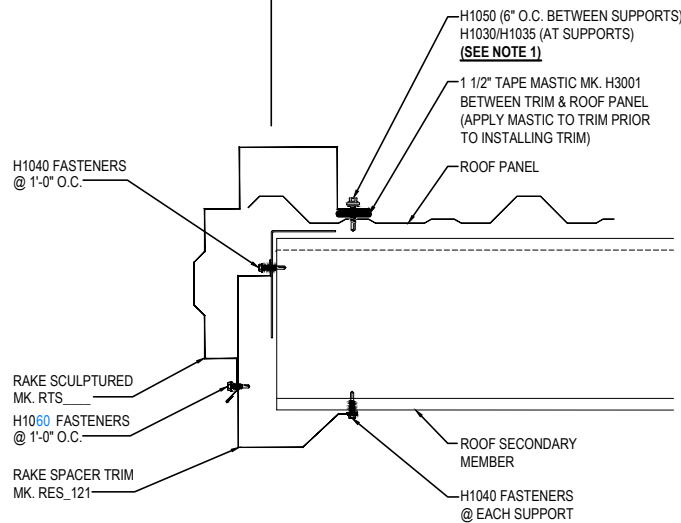 H1050 (6" O.C. BETWEEN SUPPORTS)
H1030/H1035 (AT SUPPORTS)
(SEE NOTE 1)
1 1/2" TAPE MASTIC MK. H3001
BETWEEN TRIM & ROOF PANEL
(APPLY MASTIC TO TRIM PRIOR
TO INSTALLING TRIM)
ROOF PANEL
H1040 FASTENERS
@ 1'-0" O.C.
RAKE SCULPTURED
MK. RTS____
H1060 FASTENERS
@ 1'-0" O.C.
RAKE SPACER TRIM
MK. RES_121
ROOF SECONDARY
MEMBER
H1040 FASTENERS
@ EACH SUPPORT